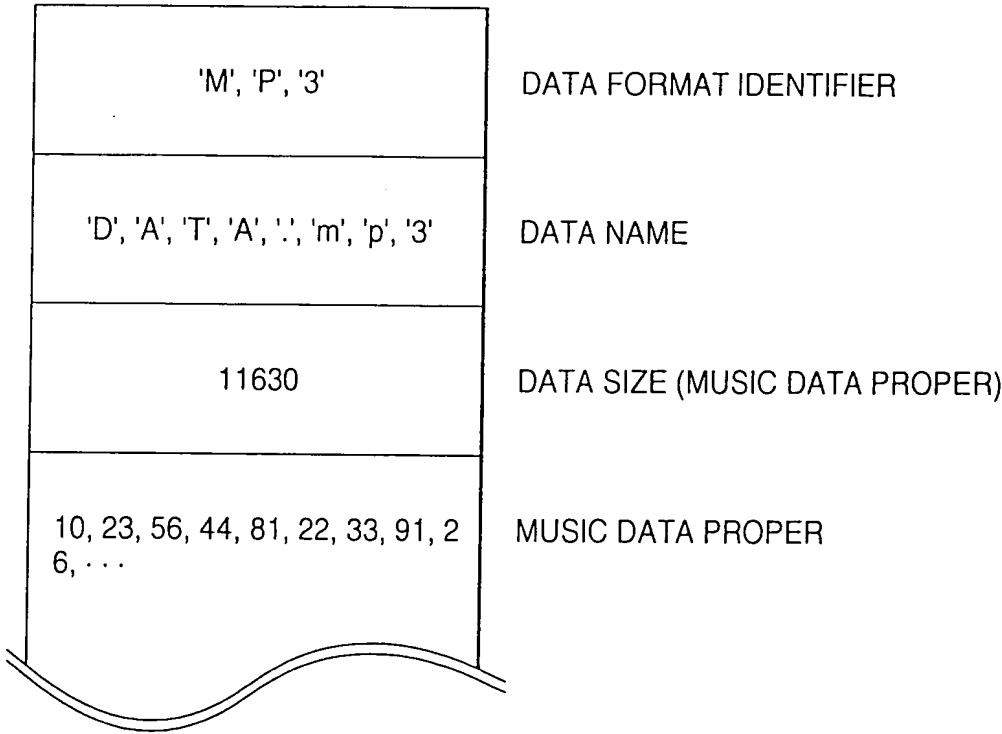 'M', 'P', '3'
DATA FORMAT IDENTIFIER
'D', 'A', 'T', 'A', '.', 'm', 'p', '3'
DATA NAME
11630
DATA SIZE (MUSIC DATA PROPER)
10, 23, 56, 44, 81, 22, 33, 91, 2
6, · · ·
MUSIC DATA PROPER